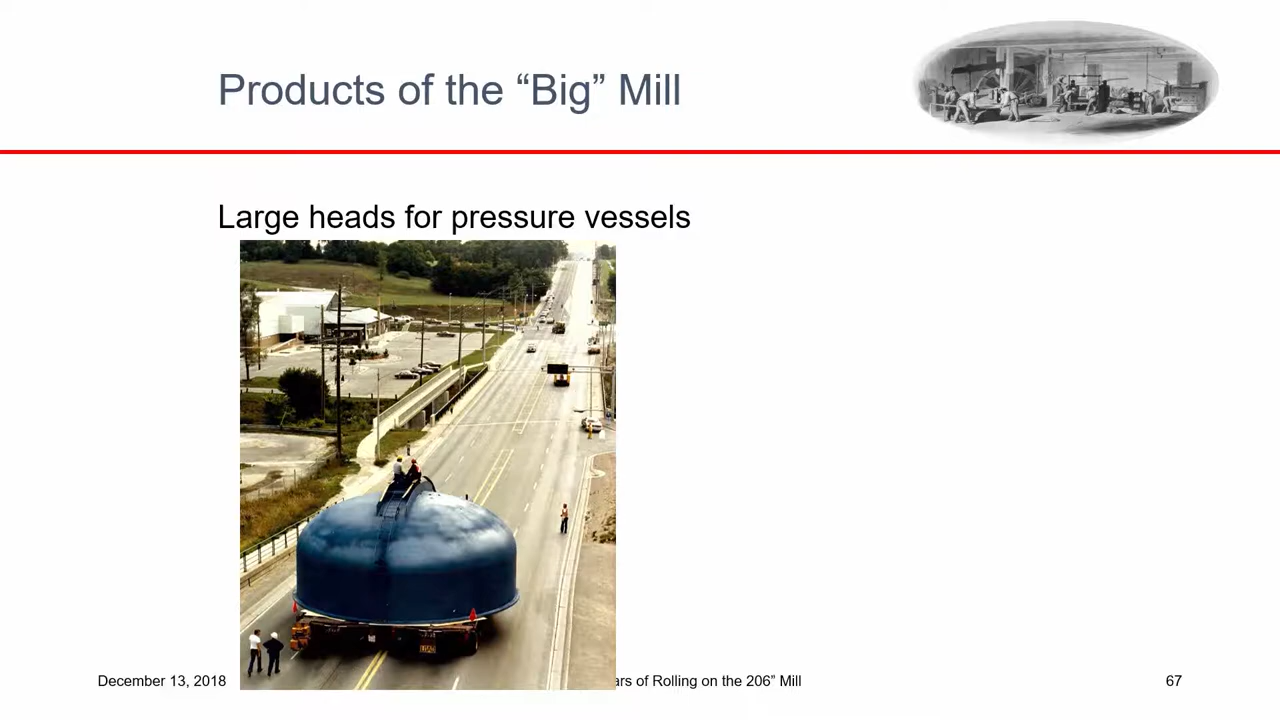 Products of the “Big” Mill
Large heads for pressure vessels
December 13, 2018
of Rolling on the 206” Mill
67